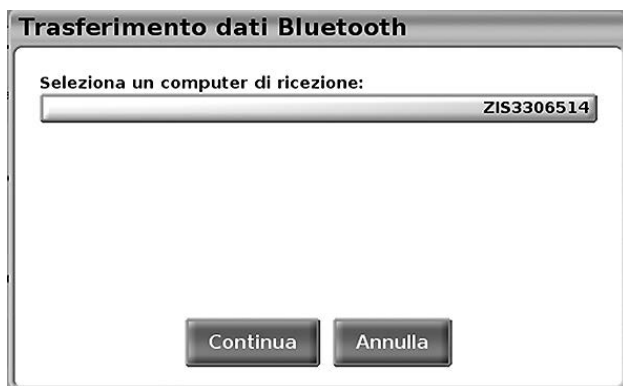 Trasferimento dati Bluetooth
Seleziona un computer di ricezione:
ZIS3306514
Continua
Annulla